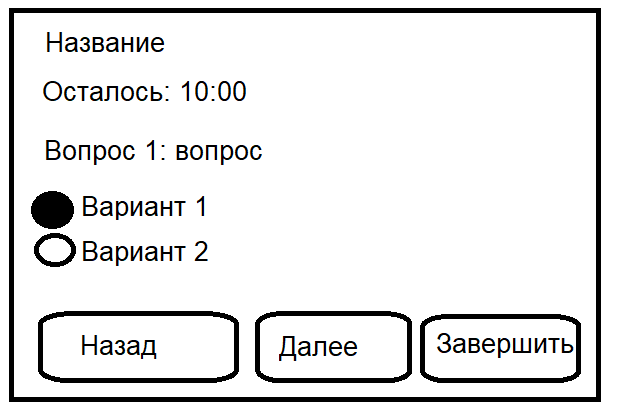 Название
Осталось: 10:00
Вопрос 1: вопрос
Вариант 1
Вариант 2
Назад Далее Завершить